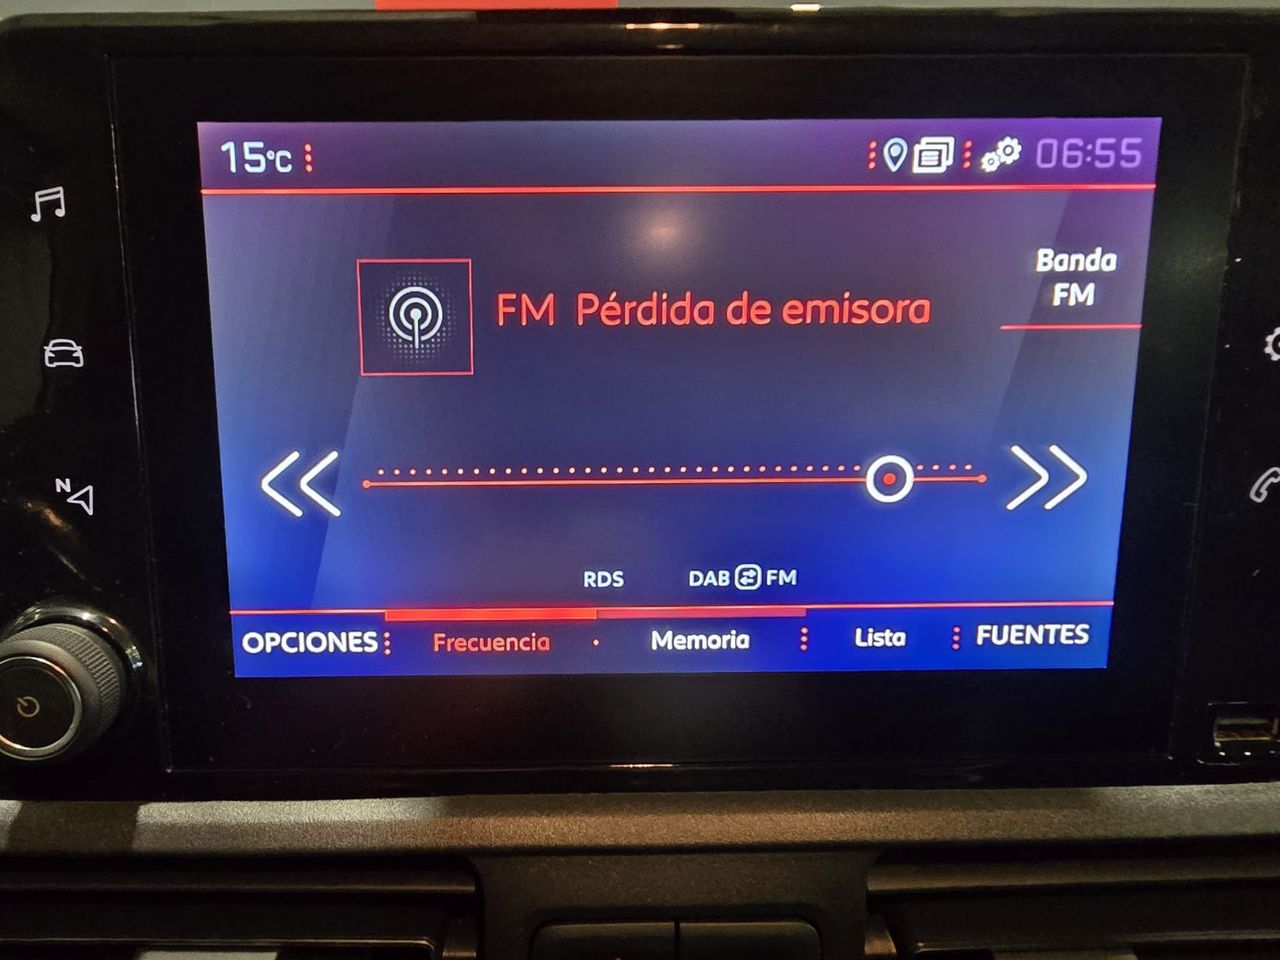 15°C
06:55
Banda
FM
FM Pérdida de emisora
N
RDS
DAB FM
OPCIONES Frecuencia Memoria Lista FUENTES